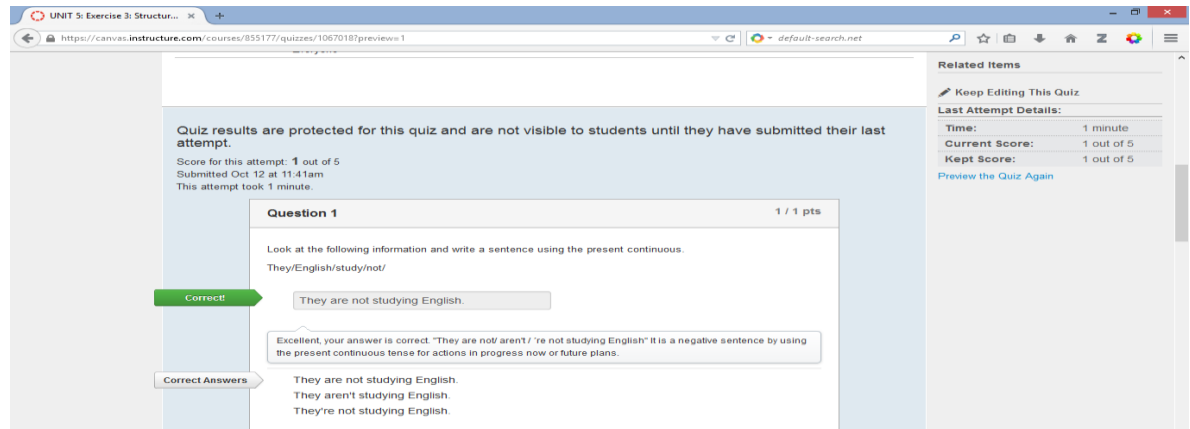 UNIT 5: Exercise 3: Structur... × +
https://canvas.instructure.com/courses/855177/quizzes/1067018?preview=1
default-search.net
Related Items
Keep Editing This Quiz
Last Attempt Details:
Time: 1 minute
Current Score: 1 out of 5
Kept Score: 1 out of 5
Preview the Quiz Again
Quiz results are protected for this quiz and are not visible to students until they have submitted their last
attempt.
Score for this attempt: 1 out of 5
Submitted Oct 12 at 11:41am
This attempt took 1 minute.
Question 1 1 / 1 pts
Look at the following information and write a sentence using the present continuous.
They/English/study/not/
Correct!
They are not studying English.
Excellent, your answer is correct. "They are not/ aren't / 're not studying English" It is a negative sentence by using
the present continuous tense for actions in progress now or future plans.
Correct Answers
They are not studying English.
They aren't studying English.
They're not studying English.